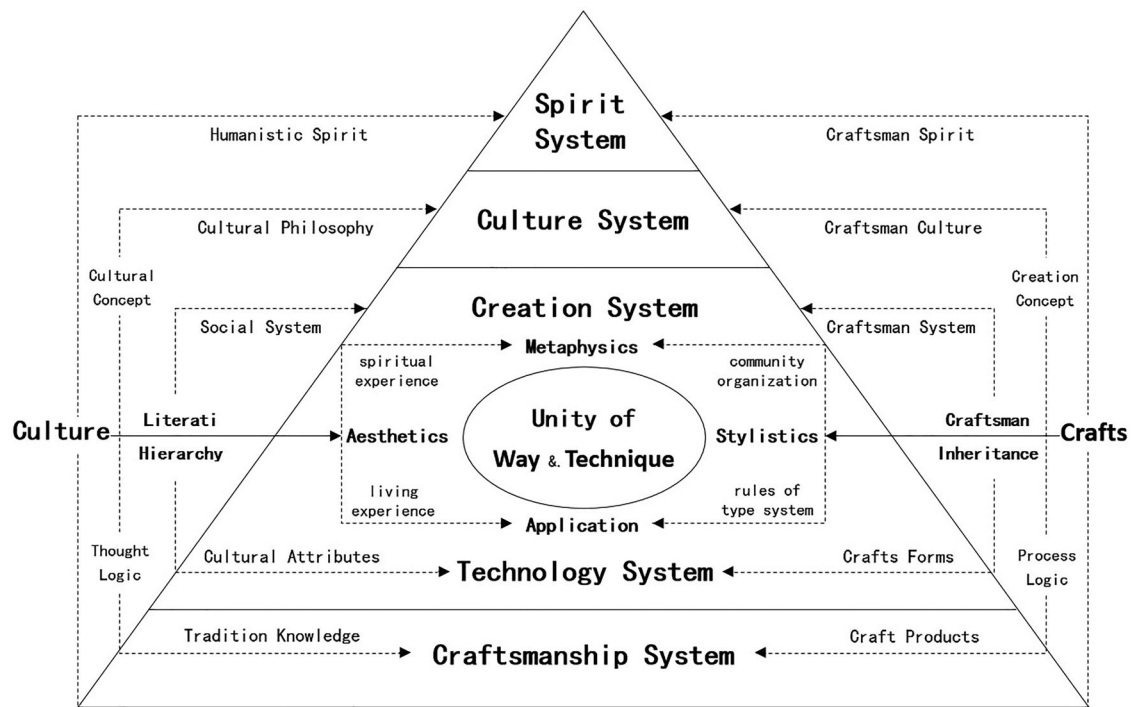 Spirit
System
Humanistic Spirit
Craftsman Spirit
Culture System
Cultural Philosophy
Craftsman Culture
Cultural
Concept
Creation
Concept
Creation System
Social System
Craftsman System
Metaphysics
spiritual
experience
community
organization
Culture
Literati
Hierarchy
Aesthetics
Unity of
Way &. Technique
Stylistics
Craftsman
Inheritance
Crafts
living
experience
rules of
type system
Application
Thought
Logic
Cultural Attributes
Technology System
Crafts Forms
Process
Logic
Tradition Knowledge
Craftsmanship System
Craft Products